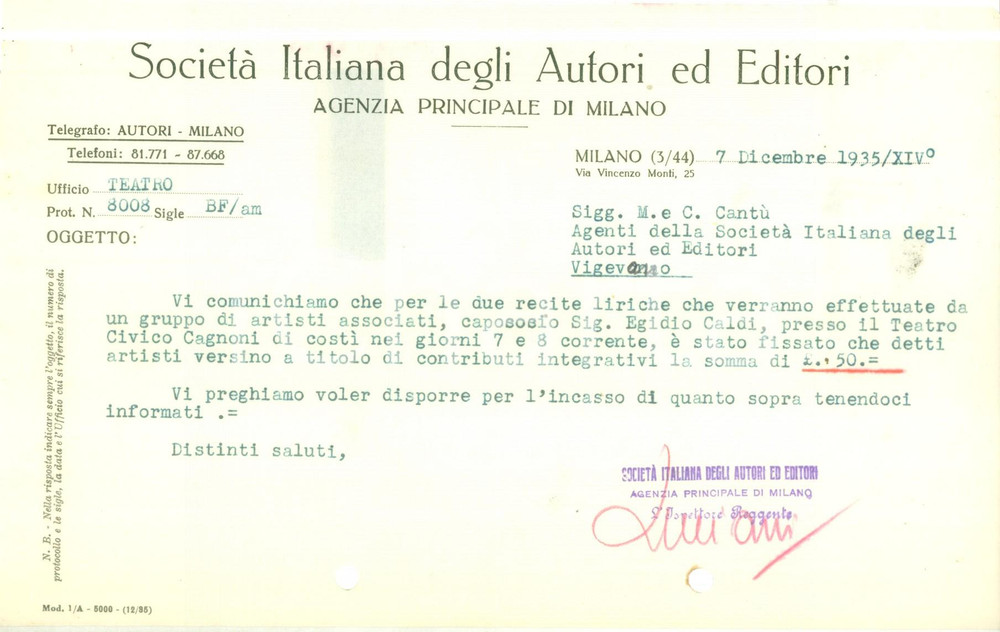 Società Italiana degli Autori ed Editori
AGENZIA PRINCIPALE DI MILANO
Telegrafo: AUTORI - MILANO
Telefoni: 81.771 - 87.668
Ufficio TEATRO
Prot. N. 8008 Sigle BF/am
OGGETTO:
MILANO (3/44) 7 Dicembre 1935/XIV°
Via Vincenzo Monti, 25
Sigg. M.e C. Cantù
Agenti della Società Italiana degli
Autori ed Editori
Vigevano
N. B. - Nella risposta indicare sempre l'oggetto, il numero di
protocollo e le sigle, la data e l'Ufficio cui si riferisce la risposta.
Vi comunichiamo che per le due recite liriche che verranno effettuate da
un gruppo di artisti associati, caposofo Sig. Egidio Caldi, presso il Teatro
Civico Cagnoni di costì nei giorni 7 e 8 corrente, è stato fissato che detti
artisti versino a titolo di contributi integrativi la somma di £.150.=
Vi preghiamo voler disporre per l'incasso di quanto sopra tenendoci
informati .=
Distinti saluti,
SOCIETÀ ITALIANA DEGLI AUTORI ED EDITORI
AGENZIA PRINCIPALE DI MILANO
L'Ispettore Reggente
Mod. 1/A - 5000 - (12/35)